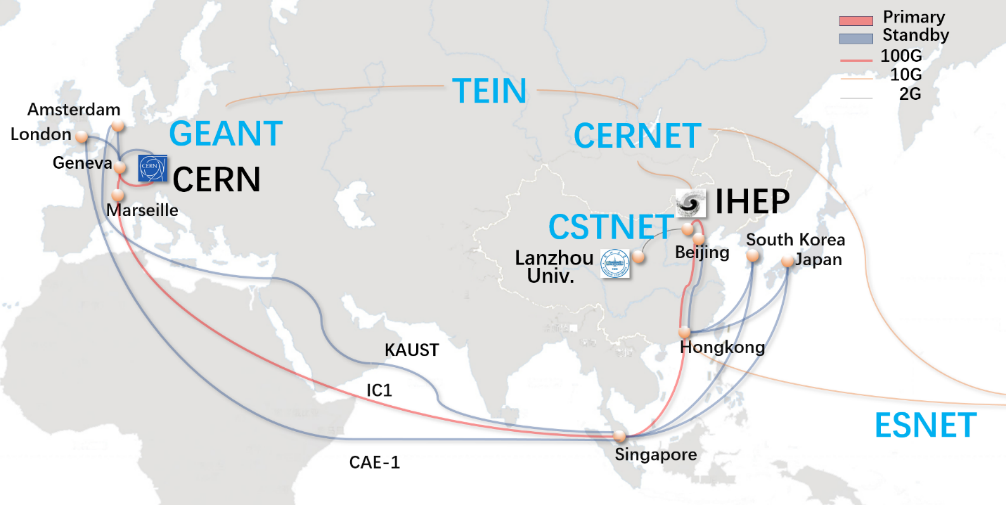 Primary
Standby
100G
10G
2G
TEIN
Amsterdam
London
GEANT
CERNET
Geneva
CERN
CERN
Marseille
IHEP
CSTNET
Beijing
South Korea
Japan
Lanzhou
Univ.
Hongkong
KAUST
IC1
ESNET
Singapore
CAE-1